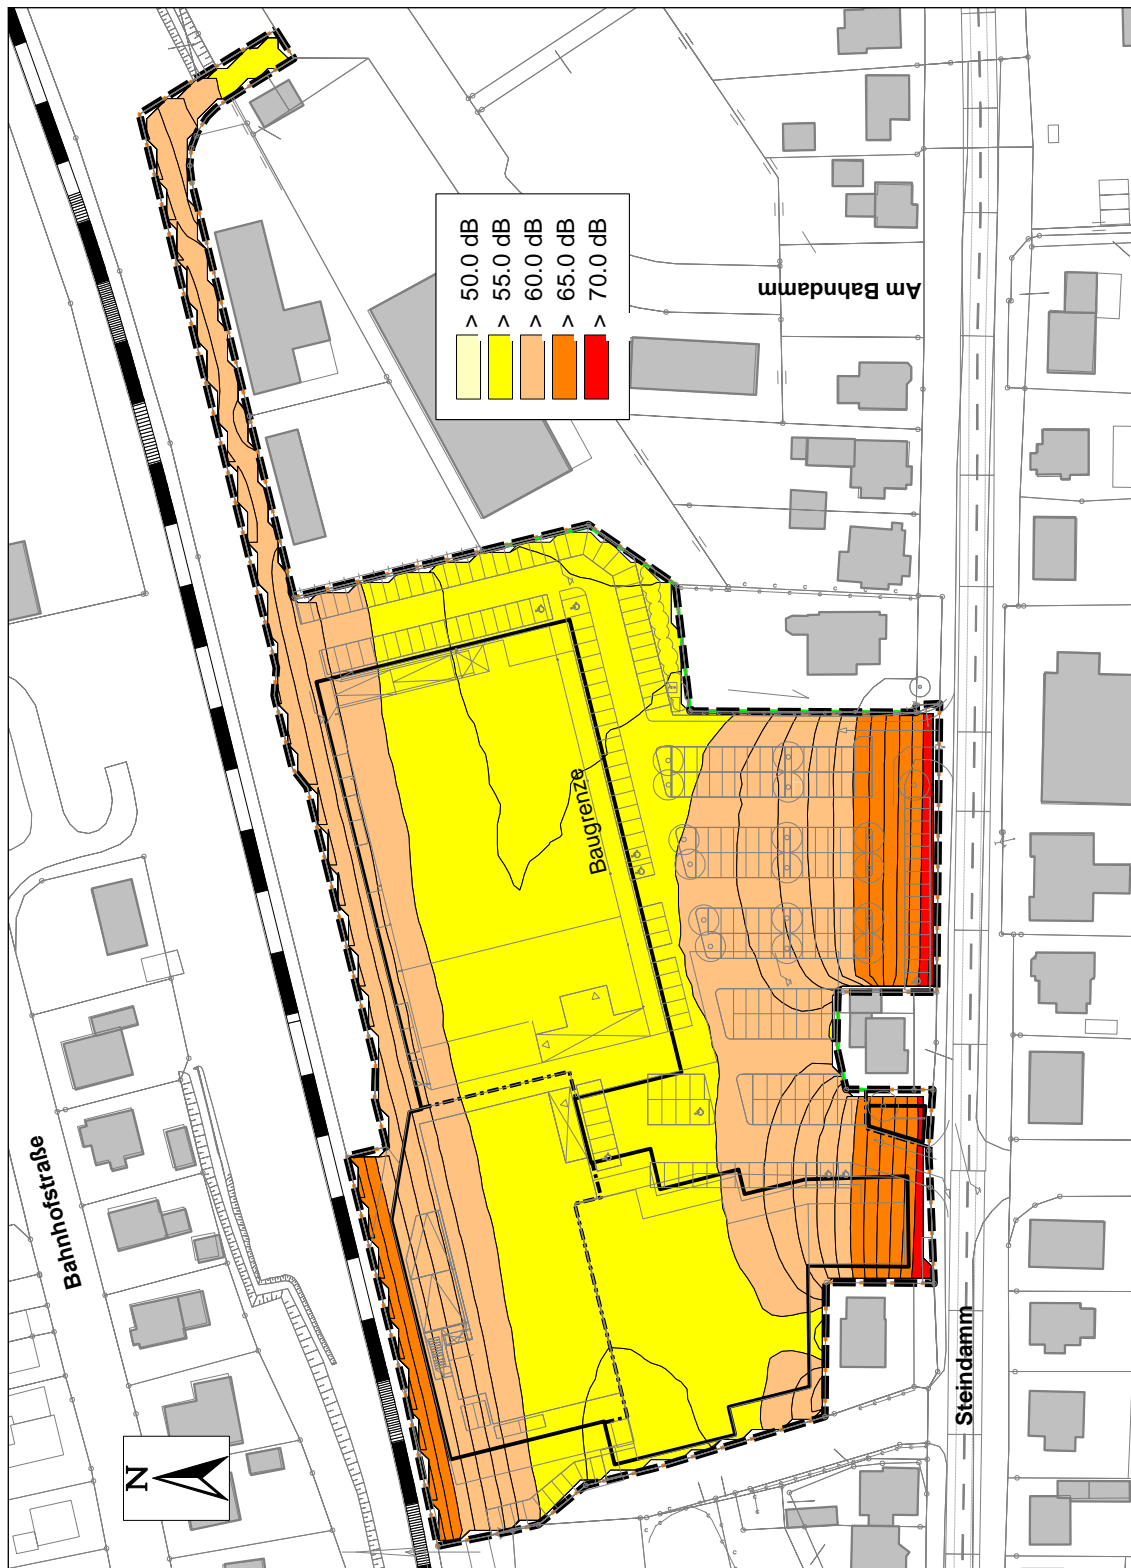 > 50.0 dB
> 55.0 dB
> 60.0 dB
> 65.0 dB
> 70.0 dB
Am Bahndamm
Baugrenze
Bahnhofstraße
Steindamm
N